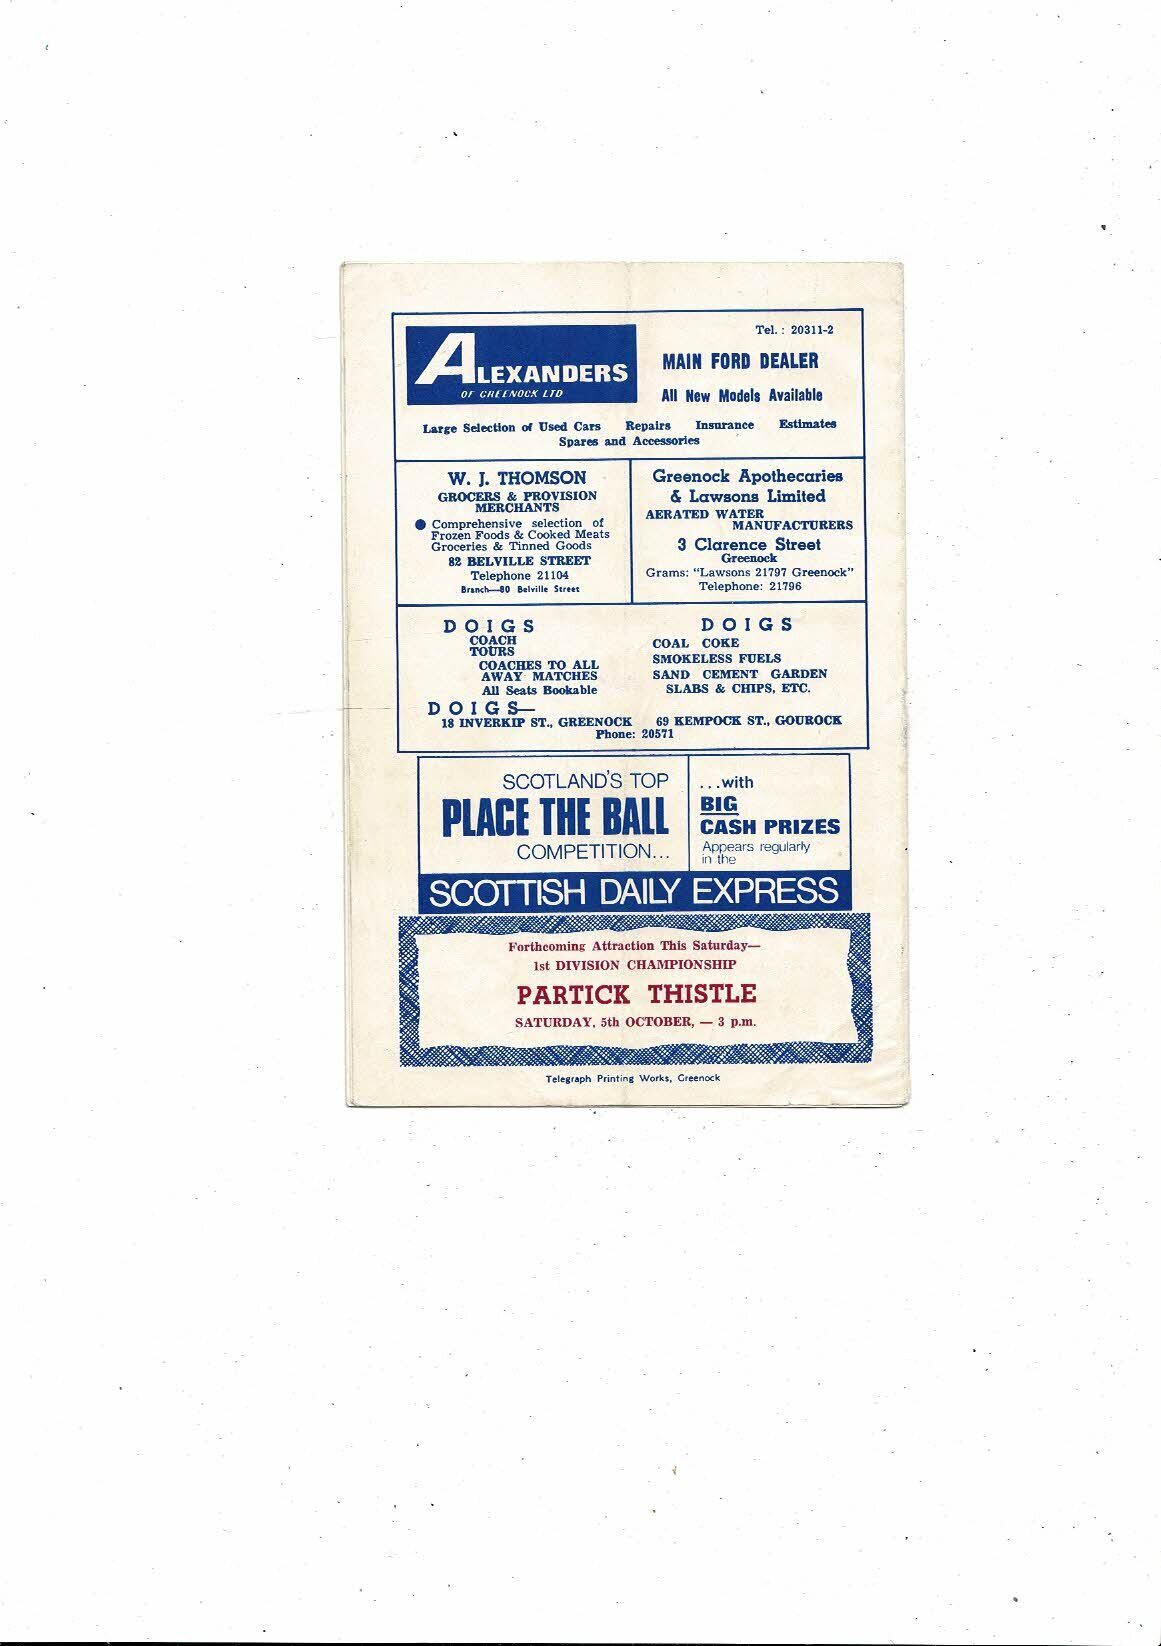 ALEXANDERS
OF GREENOCK LTD
Tel. : 20311-2
MAIN FORD DEALER
All New Models Available
Large Selection of Used Cars Repairs Insurance Estimates
Spares and Accessories
W. J. THOMSON
GROCERS & PROVISION
MERCHANTS
● Comprehensive selection of
Frozen Foods & Cooked Meats
Groceries & Tinned Goods
82 BELVILLE STREET
Telephone 21104
Branch—80 Belville Street
Greenock Apothecaries
& Lawsons Limited
AERATED WATER
MANUFACTURERS
3 Clarence Street
Greenock
Grams: "Lawsons 21797 Greenock"
Telephone: 21796
DOIGS
COACH
TOURS
COACHES TO ALL
AWAY MATCHES
All Seats Bookable
DOIGS
COAL COKE
SMOKELESS FUELS
SAND CEMENT GARDEN
SLABS & CHIPS, ETC.
DOIGS—
18 INVERKIP ST., GREENOCK 69 KEMPOCK ST., GOUROCK
Phone: 20571
SCOTLAND'S TOP
PLACE THE BALL
COMPETITION...
...with
BIG
CASH PRIZES
Appears regularly
in the
SCOTTISH DAILY EXPRESS
Forthcoming Attraction This Saturday—
1st DIVISION CHAMPIONSHIP
PARTICK THISTLE
SATURDAY, 5th OCTOBER, — 3 p.m.
Telegraph Printing Works, Greenock